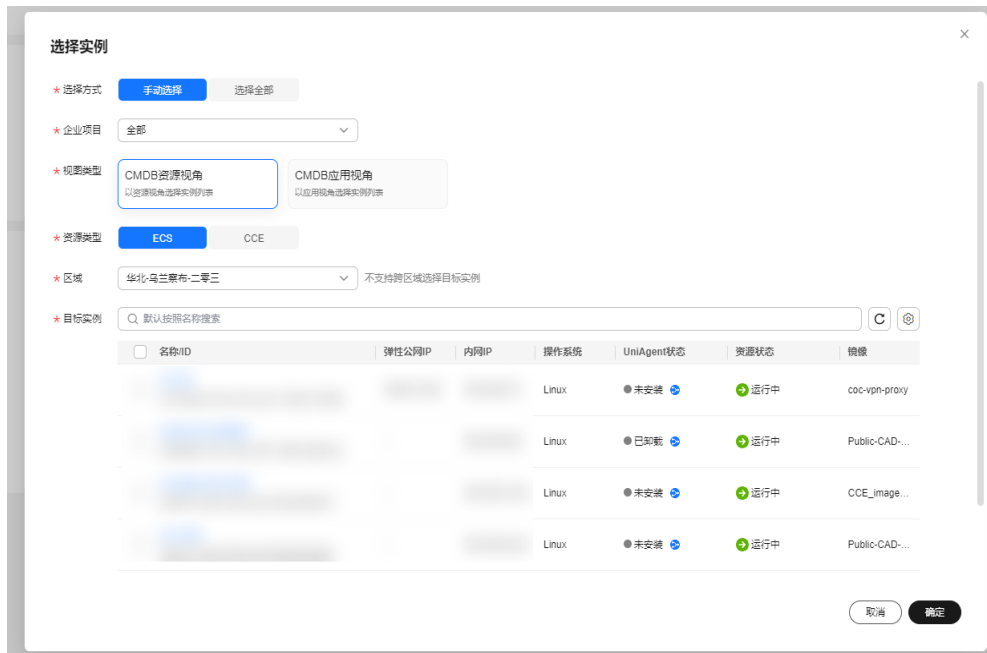 选择实例
* 选择方式 手动选择 选择全部
* 企业项目 全部
* 视图类型 CMDB资源视角 CMDB应用视角
以资源视角选择实例列表 以应用视角选择实例列表
* 资源类型 ECS CCE
* 区域 华北-乌兰察布-二零三 不支持跨区域选择目标实例
* 目标实例 默认按照名称搜索
名称/ID 弹性公网IP 内网IP 操作系统 UniAgent状态 资源状态 镜像
Linux 未安装 运行中 coc-vpn-proxy
Linux 已卸载 运行中 Public-CAD-...
Linux 未安装 运行中 CCE_image...
Linux 未安装 运行中 Public-CAD-...
取消 确定